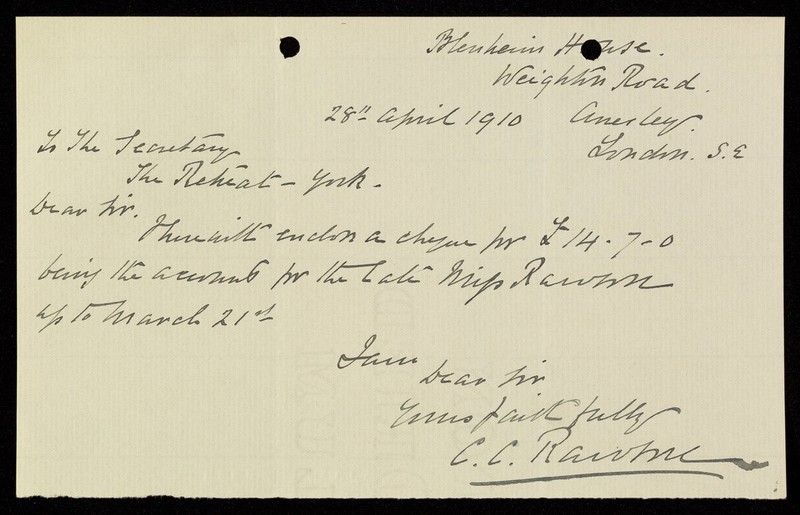 Blenheim House.
Weighton Road.
28th April 1910 Anerley.
London. S.E
To The Secretary
The Retreat - York.
Dear Sir.
I herewith enclose a cheque for £14-7-0
being the account for the late Miss Rawson
up to March 21st
I am
Dear Sir
Yours faithfully
C. C. Rawson